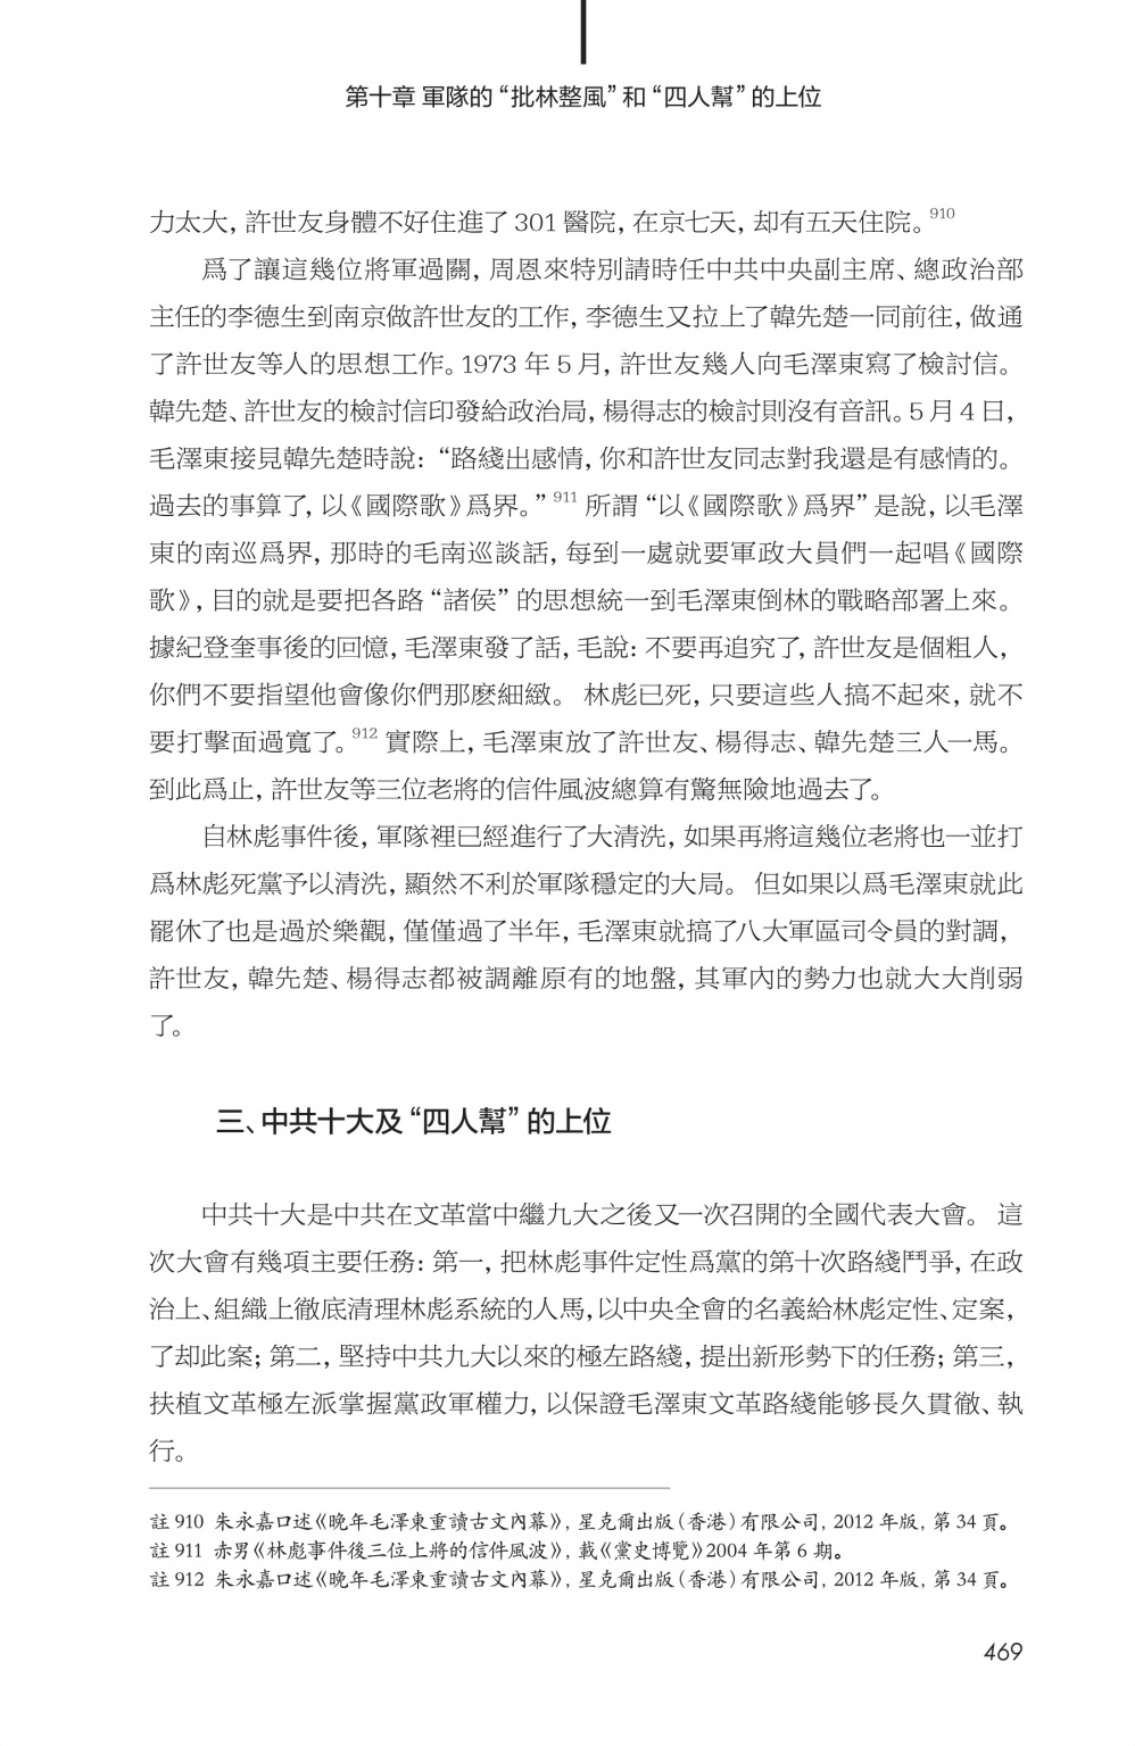 第十章 軍隊的“批林整風”和“四人幫”的上位
力太大，許世友身體不好住進了301醫院，在京七天，却有五天住院。910
爲了讓這幾位將軍過關，周恩來特別請時任中共中央副主席、總政治部
主任的李德生到南京做許世友的工作，李德生又拉上了韓先楚一同前往，做通
了許世友等人的思想工作。1973年5月，許世友幾人向毛澤東寫了檢討信。
韓先楚、許世友的檢討信印發給政治局，楊得志的檢討則沒有音訊。5月4日，
毛澤東接見韓先楚時說：“路綫出感情，你和許世友同志對我還是有感情的。
過去的事算了，以《國際歌》爲界。”911 所謂“以《國際歌》爲界”是說，以毛澤
東的南巡爲界，那時的毛南巡談話，每到一處就要軍政大員們一起唱《國際
歌》，目的就是要把各路“諸侯”的思想統一到毛澤東倒林的戰略部署上來。
據紀登奎事後的回憶，毛澤東發了話，毛說：不要再追究了，許世友是個粗人，
你們不要指望他會像你們那麽細緻。林彪已死，只要這些人搞不起來，就不
要打擊面過寬了。912 實際上，毛澤東放了許世友、楊得志、韓先楚三人一馬。
到此爲止，許世友等三位老將的信件風波總算有驚無險地過去了。
自林彪事件後，軍隊裡已經進行了大清洗，如果再將這幾位老將也一並打
爲林彪死黨予以清洗，顯然不利於軍隊穩定的大局。但如果以爲毛澤東就此
罷休了也是過於樂觀，僅僅過了半年，毛澤東就搞了八大軍區司令員的對調，
許世友，韓先楚、楊得志都被調離原有的地盤，其軍內的勢力也就大大削弱
了。
三、中共十大及“四人幫”的上位
中共十大是中共在文革當中繼九大之後又一次召開的全國代表大會。這
次大會有幾項主要任務：第一，把林彪事件定性爲黨的第十次路綫鬥爭，在政
治上、組織上徹底清理林彪系統的人馬，以中央全會的名義給林彪定性、定案，
了却此案；第二，堅持中共九大以來的極左路綫，提出新形勢下的任務；第三，
扶植文革極左派掌握黨政軍權力，以保證毛澤東文革路綫能够長久貫徹、執
行。
註910 朱永嘉口述《晚年毛澤東重讀古文內幕》，星克爾出版（香港）有限公司，2012年版，第34頁。
註911 赤男《林彪事件後三位上將的信件風波》，載《黨史博覽》2004年第6期。
註912 朱永嘉口述《晚年毛澤東重讀古文內幕》，星克爾出版（香港）有限公司，2012年版，第34頁。
469